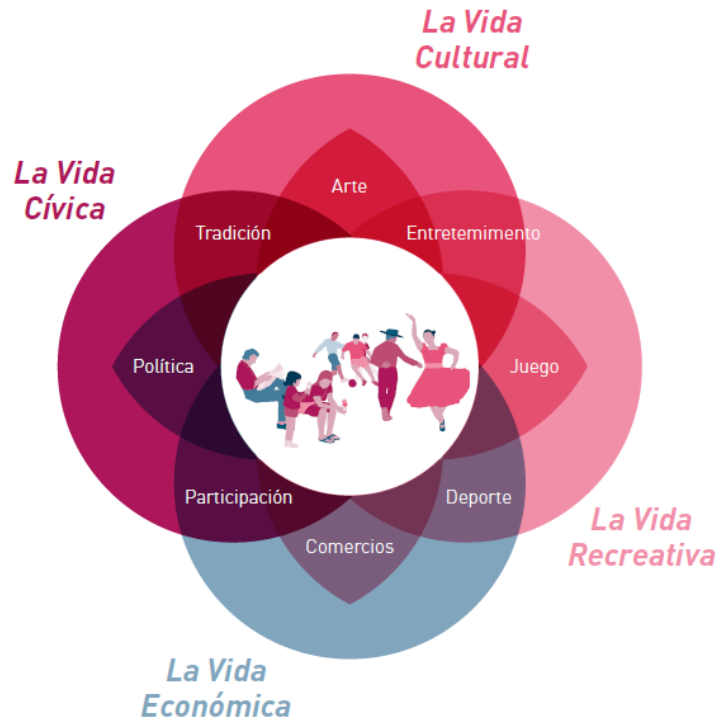 La Vida
Cultural
La Vida
Cívica
Arte
Tradición
Entretemimento
Política
Juego
Participación
Deporte
Comercios
La Vida
Recreativa
La Vida
Económica